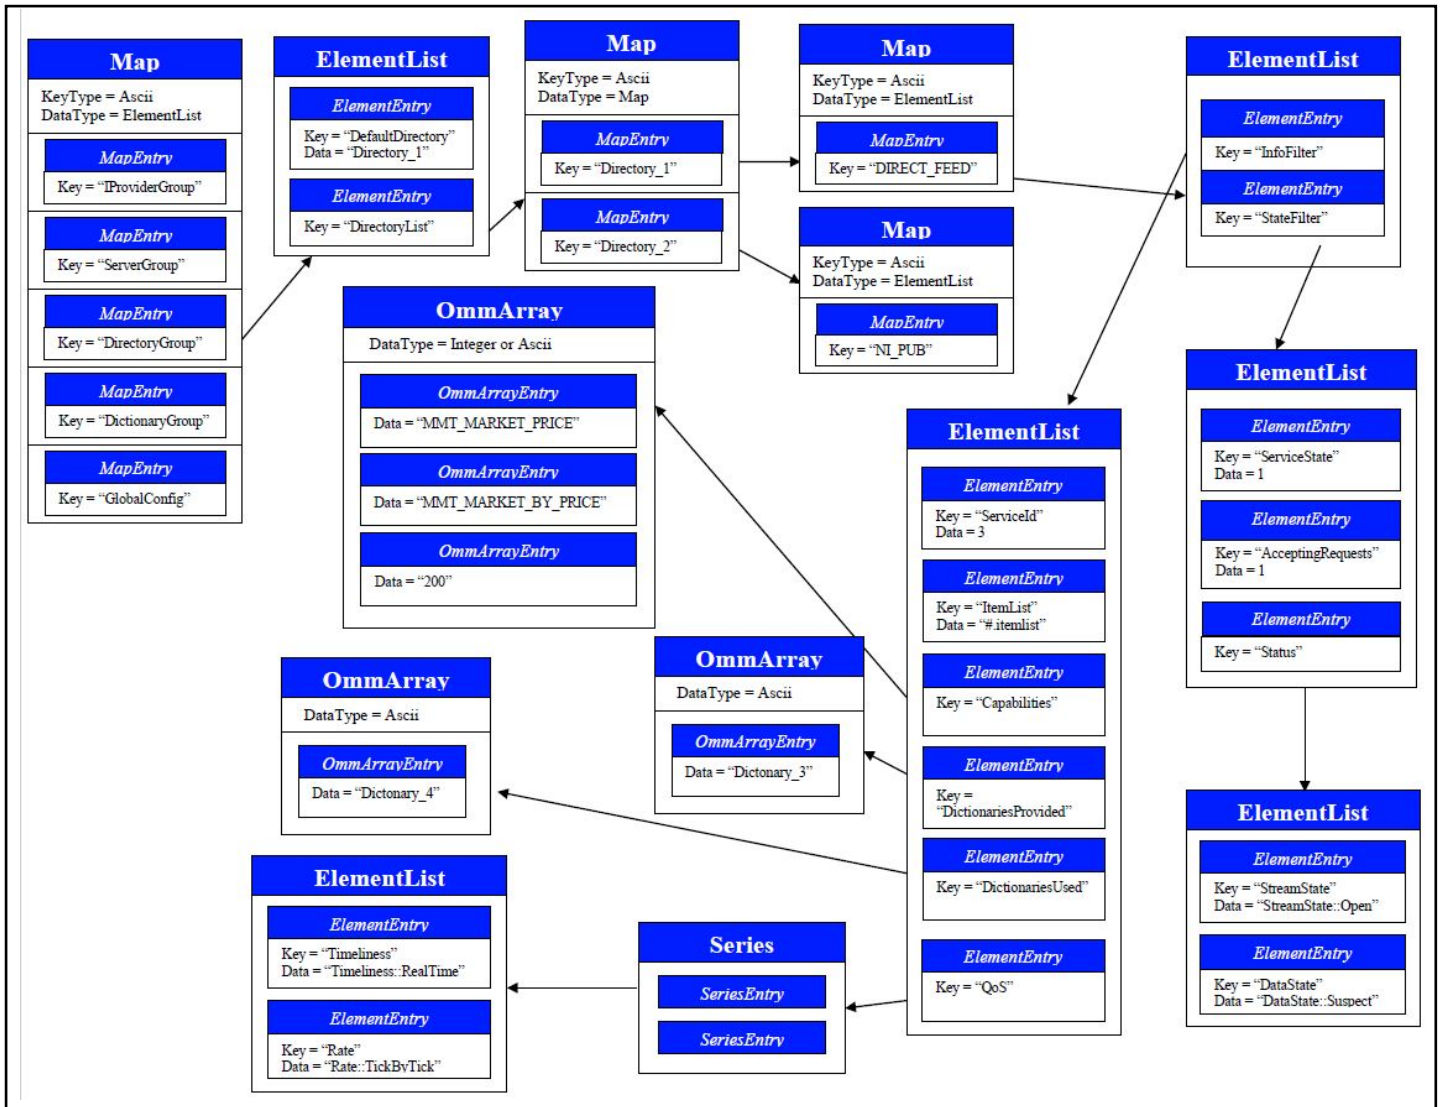 Map
KeyType = Ascii
DataType = ElementList
MapEntry
Key = “IProviderGroup”
MapEntry
Key = “ServerGroup”
MapEntry
Key = “DirectoryGroup”
MapEntry
Key = “DictionaryGroup”
MapEntry
Key = “GlobalConfig”
ElementList
ElementEntry
Key = “DefaultDirectory”
Data = “Directory_1”
ElementEntry
Key = “DirectoryList”
Map
KeyType = Ascii
DataType = Map
MapEntry
Key = “Directory_1”
MapEntry
Key = “Directory_2”
Map
KeyType = Ascii
DataType = ElementList
MapEntry
Key = “DIRECT_FEED”
Map
KeyType = Ascii
DataType = ElementList
MapEntry
Key = “NI_PUB”
ElementList
ElementEntry
Key = “InfoFilter”
ElementEntry
Key = “StateFilter”
OmmArray
DataType = Integer or Ascii
OmmArrayEntry
Data = “MMT_MARKET_PRICE”
OmmArrayEntry
Data = “MMT_MARKET_BY_PRICE”
OmmArrayEntry
Data = “200”
ElementList
ElementEntry
Key = “ServiceId”
Data = 3
ElementEntry
Key = “ItemList”
Data = “#.itemlist”
ElementEntry
Key = “Capabilities”
ElementEntry
Key =
“DictionariesProvided”
ElementEntry
Key = “DictionariesUsed”
ElementEntry
Key = “QoS”
ElementList
ElementEntry
Key = “ServiceState”
Data = 1
ElementEntry
Key = “AcceptingRequests”
Data = 1
ElementEntry
Key = “Status”
OmmArray
DataType = Ascii
OmmArrayEntry
Data = “Dictonary_3”
OmmArray
DataType = Ascii
OmmArrayEntry
Data = “Dictonary_4”
ElementList
ElementEntry
Key = “StreamState”
Data = “StreamState::Open”
ElementEntry
Key = “DataState”
Data = “DataState::Suspect”
ElementList
ElementEntry
Key = “Timeliness”
Data = “Timeliness::RealTime”
ElementEntry
Key = “Rate”
Data = “Rate::TickByTick”
Series
SeriesEntry
SeriesEntry